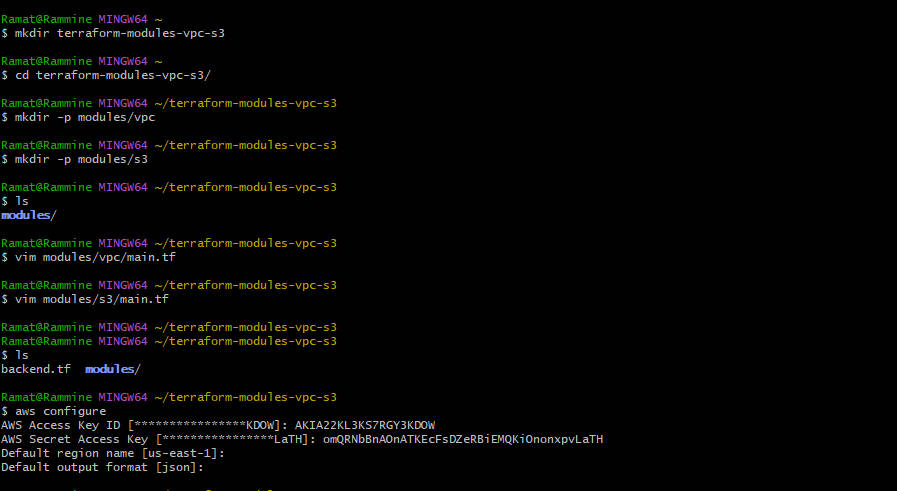 Ramat@Rammine MINGW64 ~
$ mkdir terraform-modules-vpc-s3
Ramat@Rammine MINGW64 ~
$ cd terraform-modules-vpc-s3/
Ramat@Rammine MINGW64 ~/terraform-modules-vpc-s3
$ mkdir -p modules/vpc
Ramat@Rammine MINGW64 ~/terraform-modules-vpc-s3
$ mkdir -p modules/s3
Ramat@Rammine MINGW64 ~/terraform-modules-vpc-s3
$ ls
modules/
Ramat@Rammine MINGW64 ~/terraform-modules-vpc-s3
$ vim modules/vpc/main.tf
Ramat@Rammine MINGW64 ~/terraform-modules-vpc-s3
$ vim modules/s3/main.tf
Ramat@Rammine MINGW64 ~/terraform-modules-vpc-s3
Ramat@Rammine MINGW64 ~/terraform-modules-vpc-s3
$ ls
backend.tf  modules/
Ramat@Rammine MINGW64 ~/terraform-modules-vpc-s3
$ aws configure
AWS Access Key ID [****************KDOW]: AKIA22KL3KS7RGY3KDOW
AWS Secret Access Key [****************LaTH]: 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
Default region name [us-east-1]:
Default output format [json]: